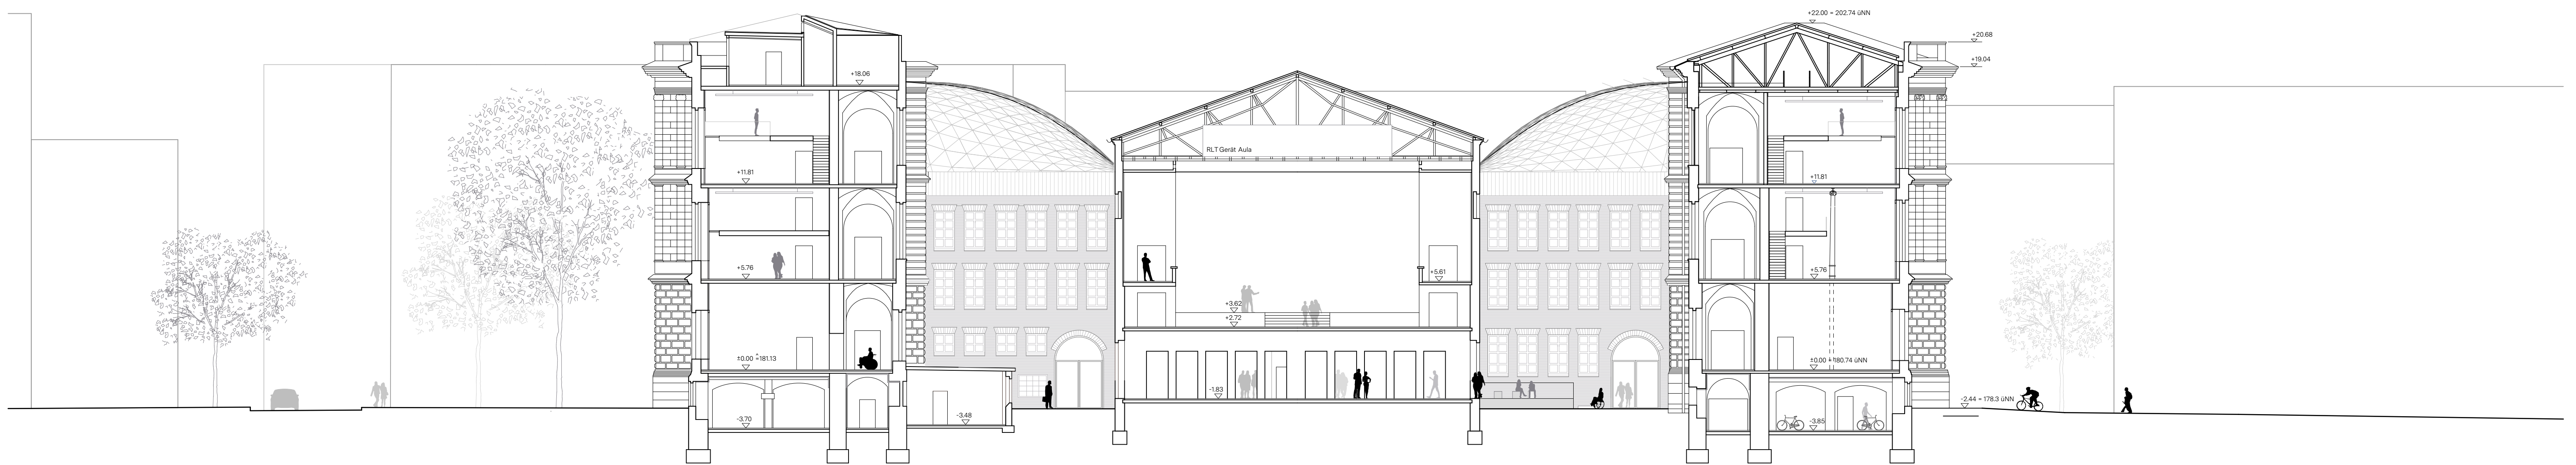 +22.00 = 202.74 üNN
+20.68
+19.04
+18.06
RLT Gerät Aula
+11.81
+11.81
+5.76
+5.61
+5.76
+3.62
+2.72
±0.00 = 181.13
±0.00 = 180.74 üNN
-1.83
-2.44 = 178.3 üNN
-3.70
-3.48
-3.85